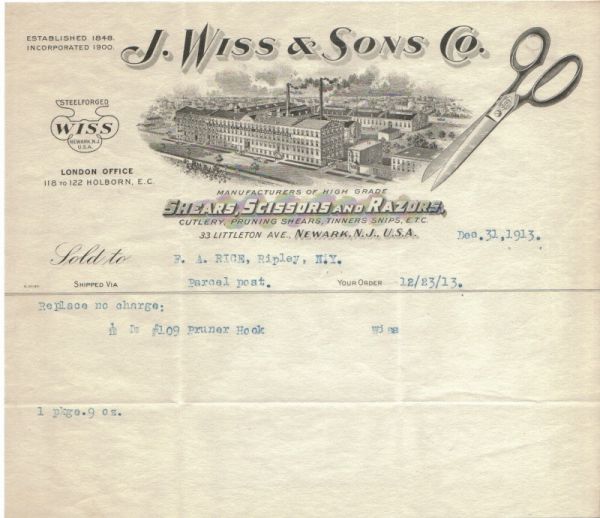 ESTABLISHED 1848.
INCORPORATED 1900.
J. WISS & SONS CO.
STEELFORGED
WISS
NEWARK, N.J.
U.S.A.
LONDON OFFICE
118 TO 122 HOLBORN, E.C.
MANUFACTURERS OF HIGH GRADE
SHEARS, SCISSORS AND RAZORS,
CUTLERY, PRUNING SHEARS, TINNERS SNIPS, ETC.
33 LITTLETON AVE., NEWARK, N.J., U.S.A.
Dec.31,1913.
Sold to F. A. RICE, Ripley, N.Y.
SHIPPED VIA Parcel post. YOUR ORDER 12/23/13.
Replace no charge;
1/12 Dz #109 Pruner Hook Wiss
1 pkge.9 oz.